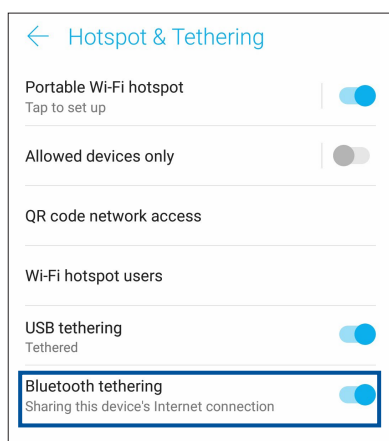 Hotspot & Tethering
Portable Wi-Fi hotspot
Tap to set up
Allowed devices only
QR code network access
Wi-Fi hotspot users
USB tethering
Tethered
Bluetooth tethering
Sharing this device's Internet connection